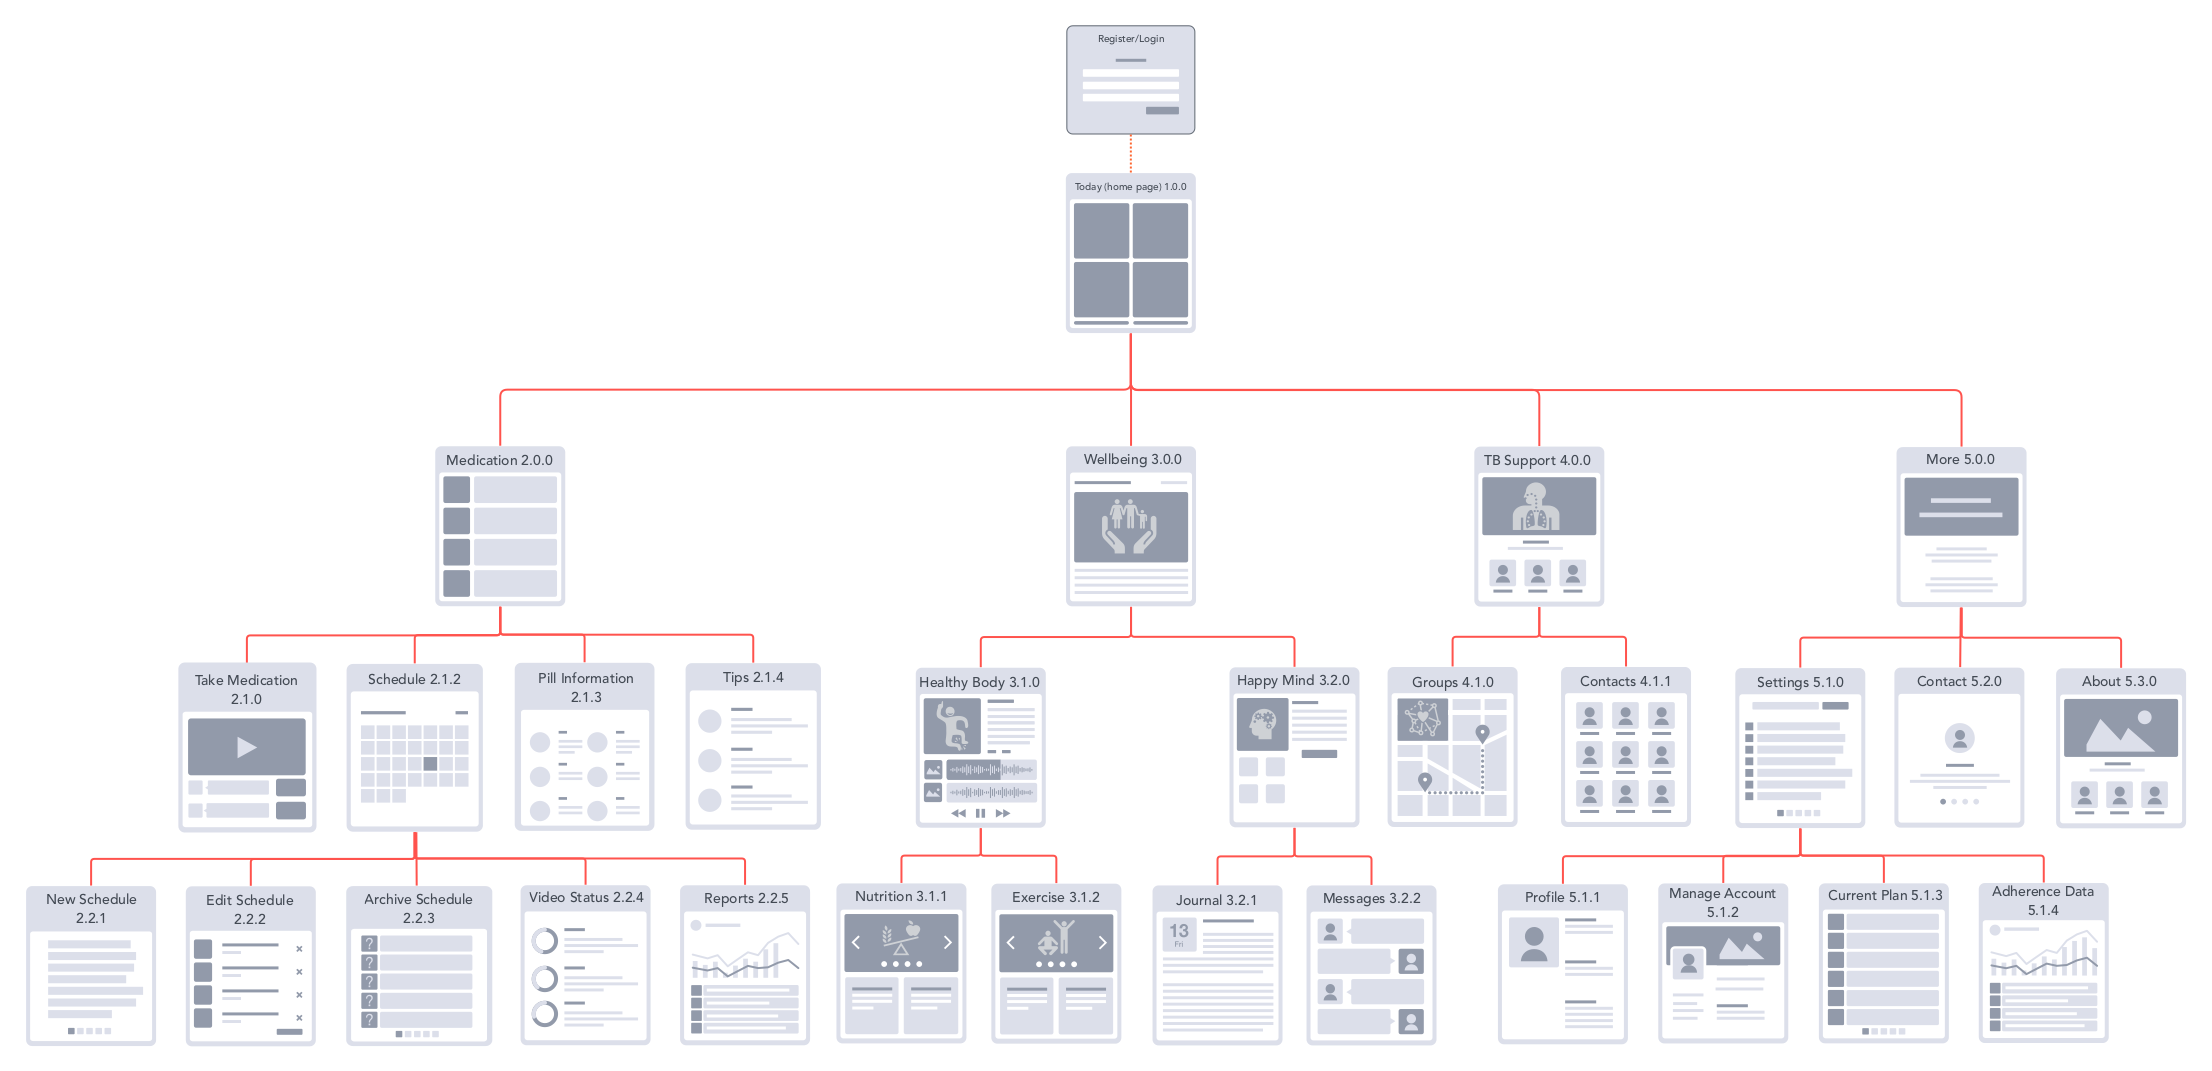 Register/Login
Today (home page) 1.0.0
Medication 2.0.0
Wellbeing 3.0.0
TB Support 4.0.0
More 5.0.0
Take Medication
2.1.0
Schedule 2.1.2
Pill Information
2.1.3
Tips 2.1.4
Healthy Body 3.1.0
Happy Mind 3.2.0
Groups 4.1.0
Contacts 4.1.1
Settings 5.1.0
Contact 5.2.0
About 5.3.0
New Schedule
2.2.1
Edit Schedule
2.2.2
Archive Schedule
2.2.3
?
?
?
?
?
Video Status 2.2.4
Reports 2.2.5
Nutrition 3.1.1
Exercise 3.1.2
Journal 3.2.1
13
Fri
Messages 3.2.2
Profile 5.1.1
Manage Account
5.1.2
Current Plan 5.1.3
Adherence Data
5.1.4